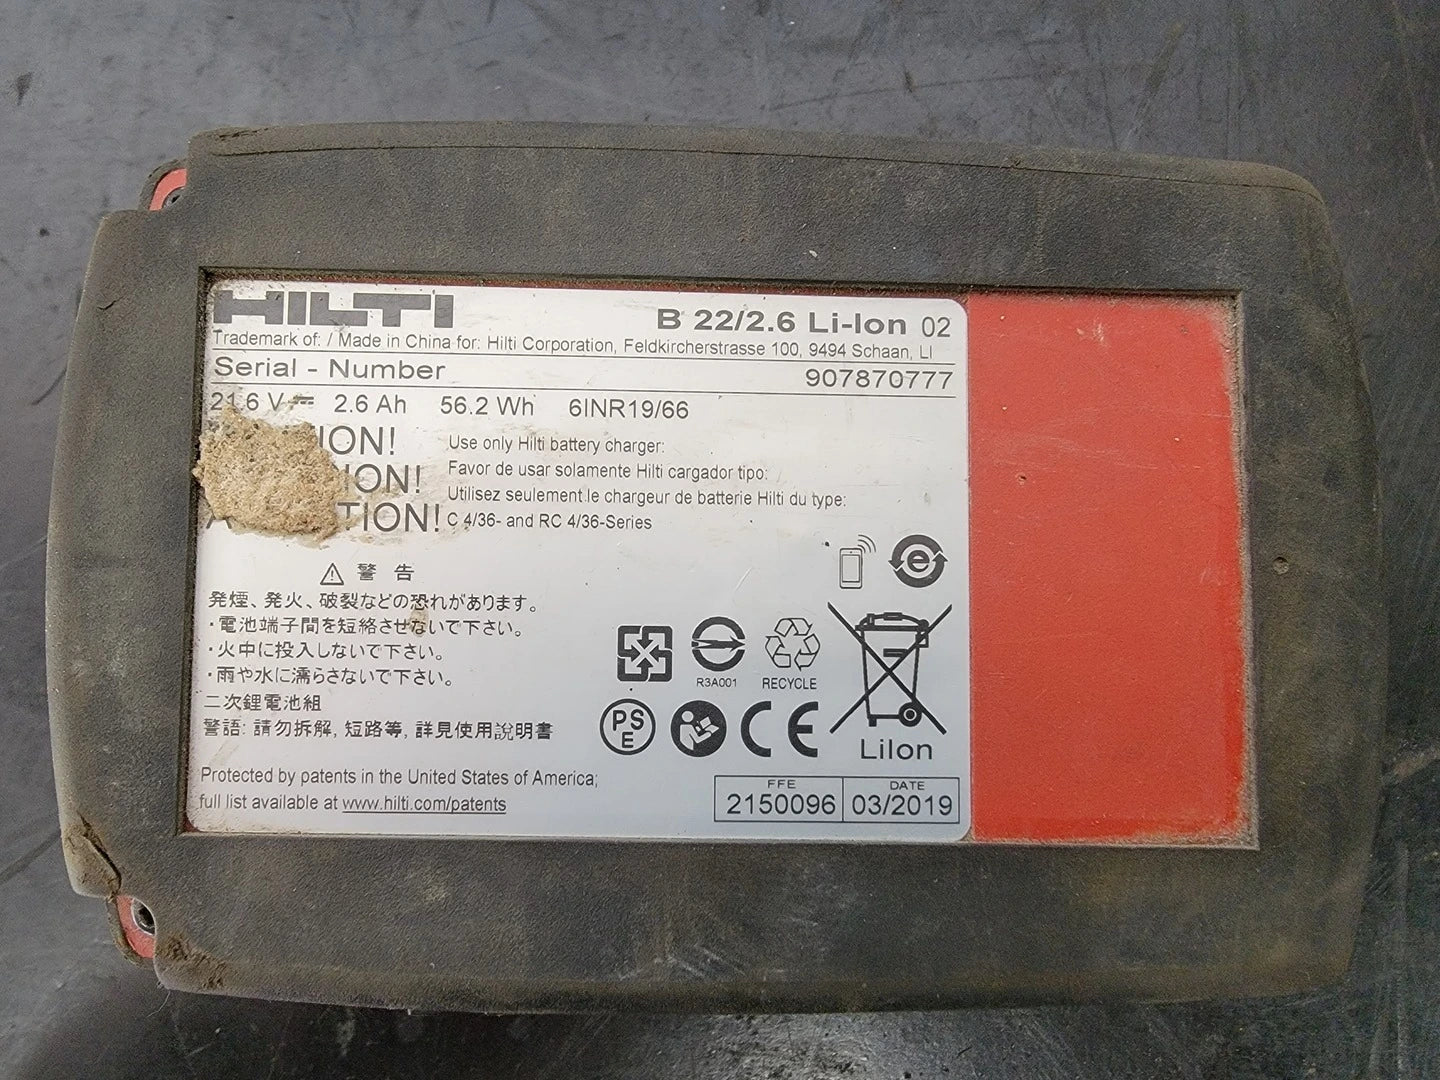 HILTI
B 22/2.6 Li-Ion 02
Trademark of: / Made in China for: Hilti Corporation, Feldkircherstrasse 100, 9494 Schaan, LI
Serial - Number 907870777
21.6 V⎓ 2.6 Ah 56.2 Wh 6INR19/66
Use only Hilti battery charger:
Favor de usar solamente Hilti cargador tipo:
Utilisez seulement le chargeur de batterie Hilti du type:
C 4/36- and RC 4/36-Series
⚠ 警告
発煙、発火、破裂などの恐れがあります。
・電池端子間を短絡させないで下さい。
・火中に投入しないで下さい。
・雨や水に濡らさないで下さい。
二次鋰電池組
警語: 請勿拆解, 短路等, 詳見使用說明書
R3A001
RECYCLE
PS
E
CE
LiIon
Protected by patents in the United States of America;
full list available at www.hilti.com/patents
FFE
2150096
DATE
03/2019